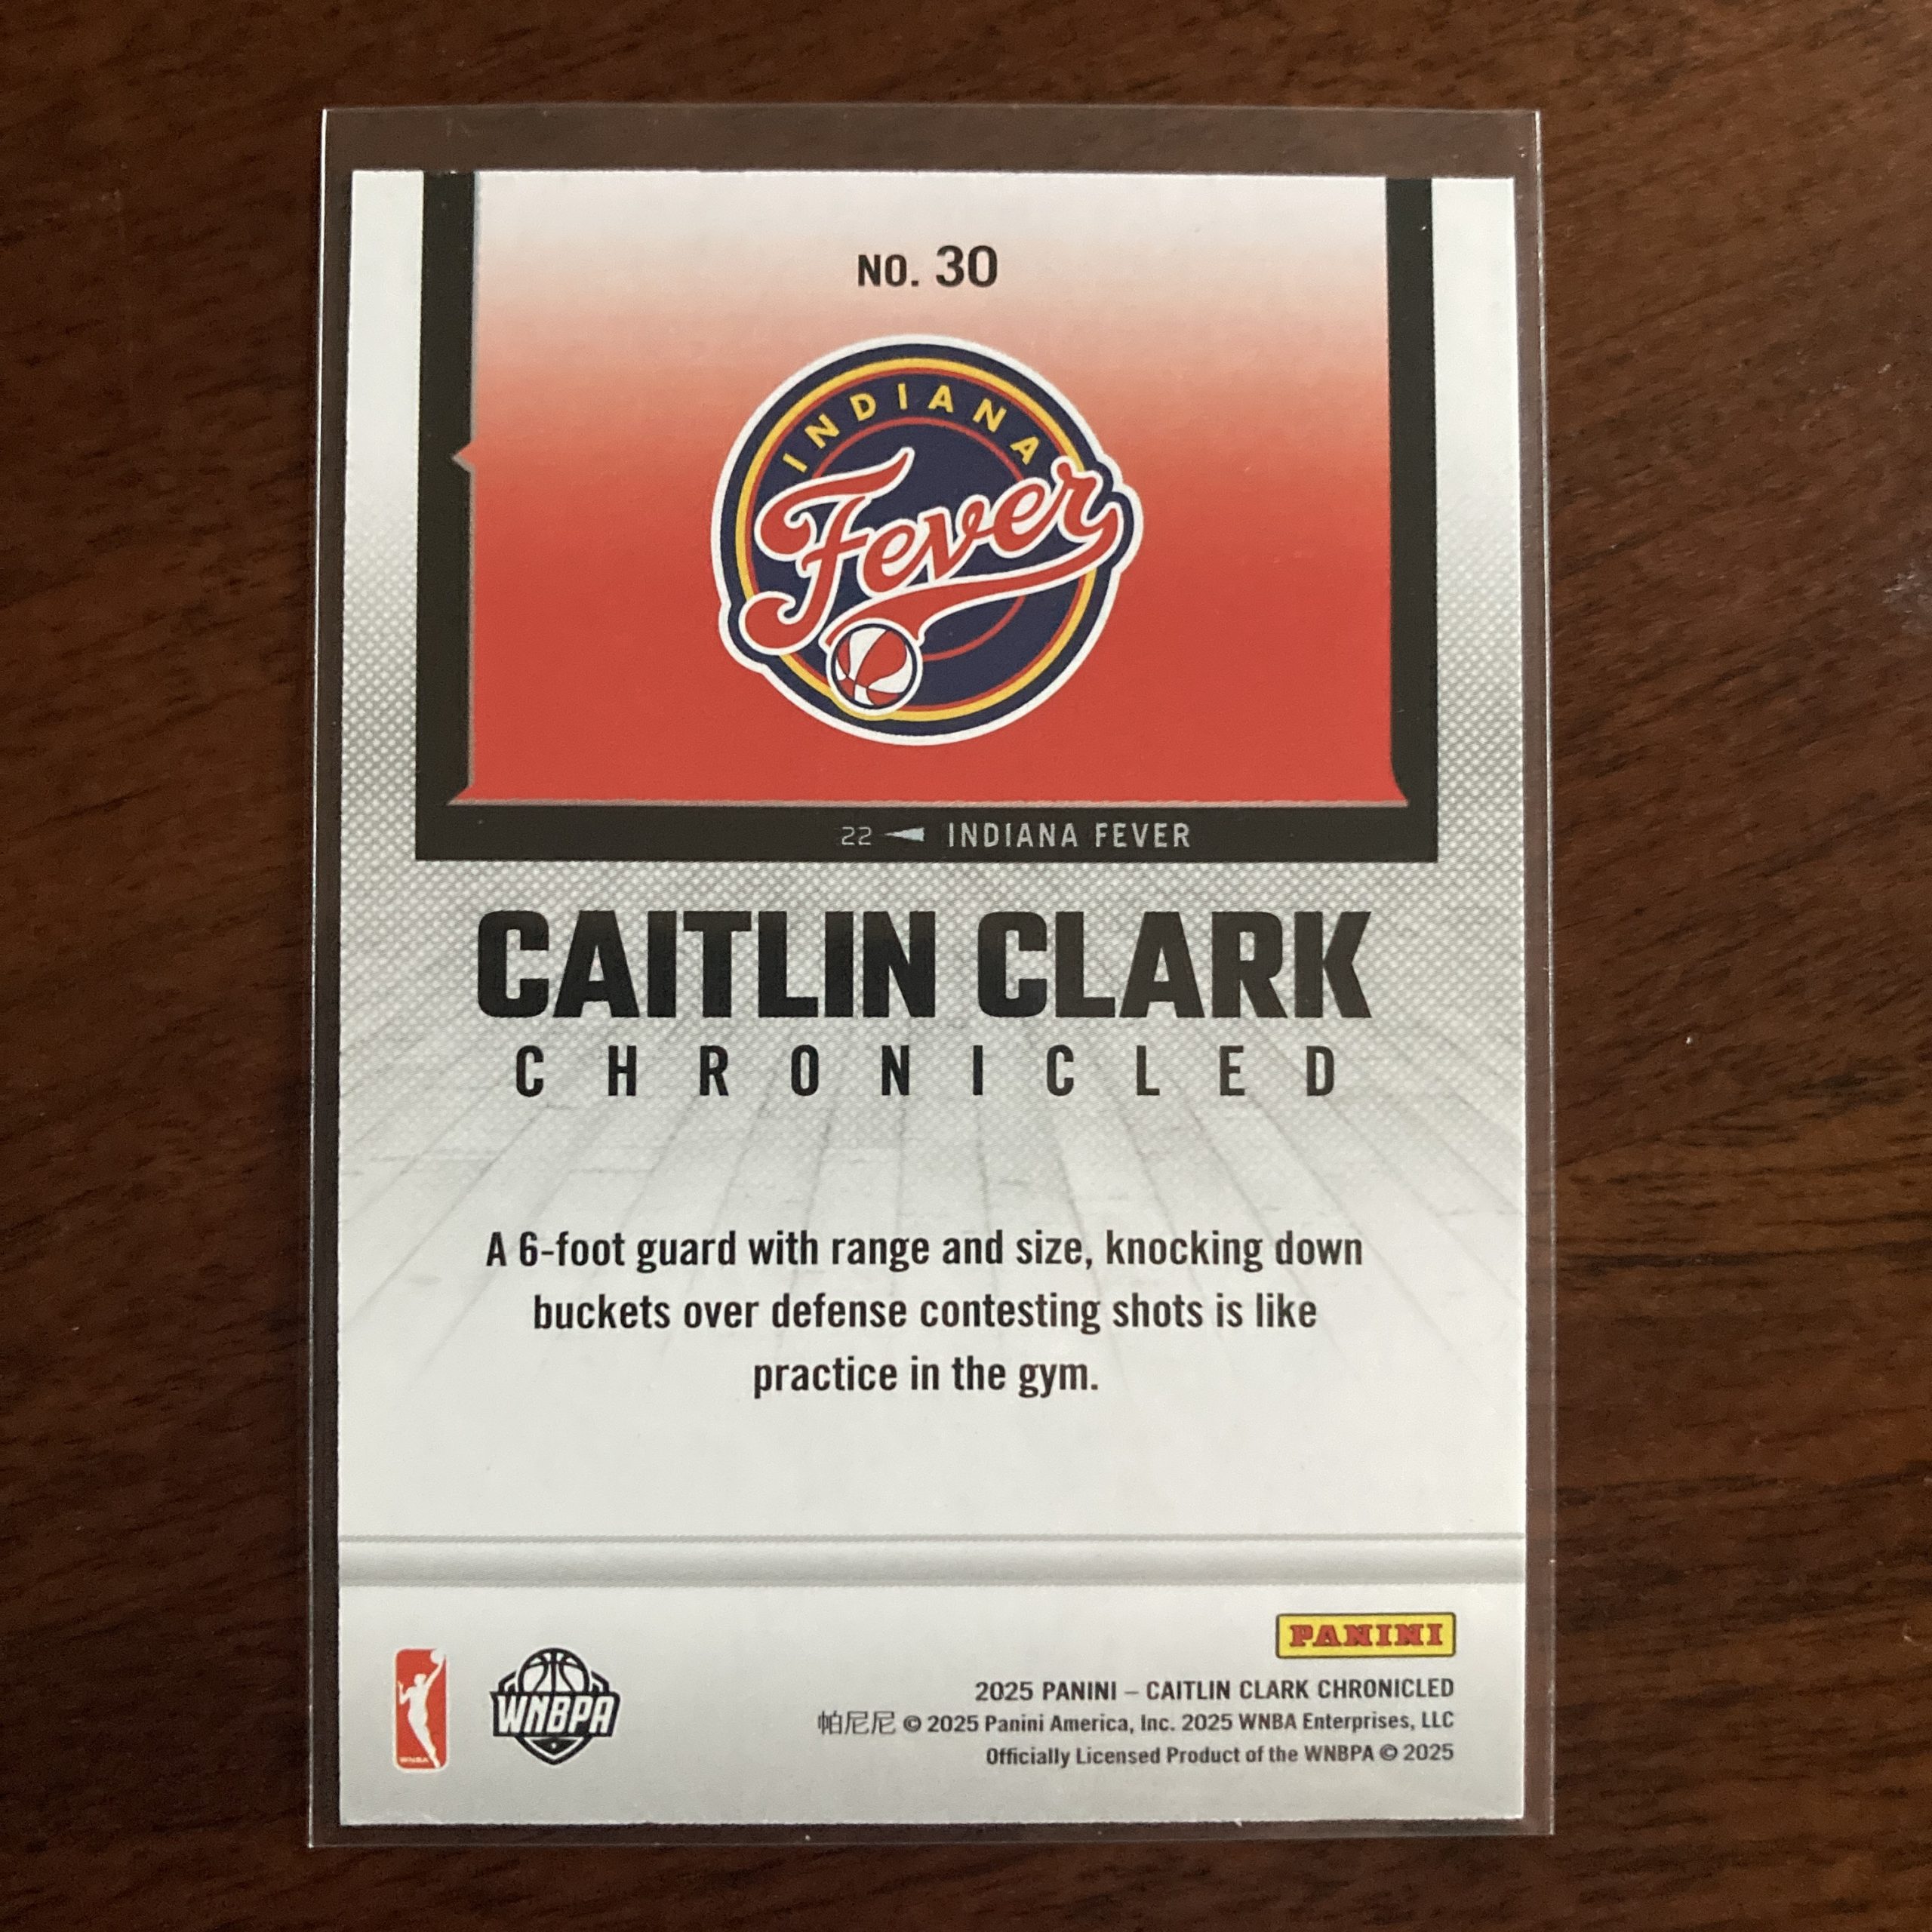 NO. 30
INDIANA
Fever
22 INDIANA FEVER
CAITLIN CLARK
CHRONICLED
A 6-foot guard with range and size, knocking down
buckets over defense contesting shots is like
practice in the gym.
PANINI
WNBA
WNBPA
2025 PANINI – CAITLIN CLARK CHRONICLED
帕尼尼 © 2025 Panini America, Inc. 2025 WNBA Enterprises, LLC
Officially Licensed Product of the WNBPA © 2025